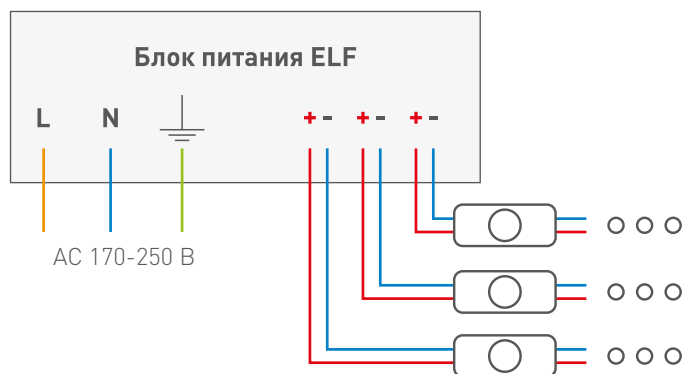 Блок питания ELF
L N + - + - + -
AC 170-250 В